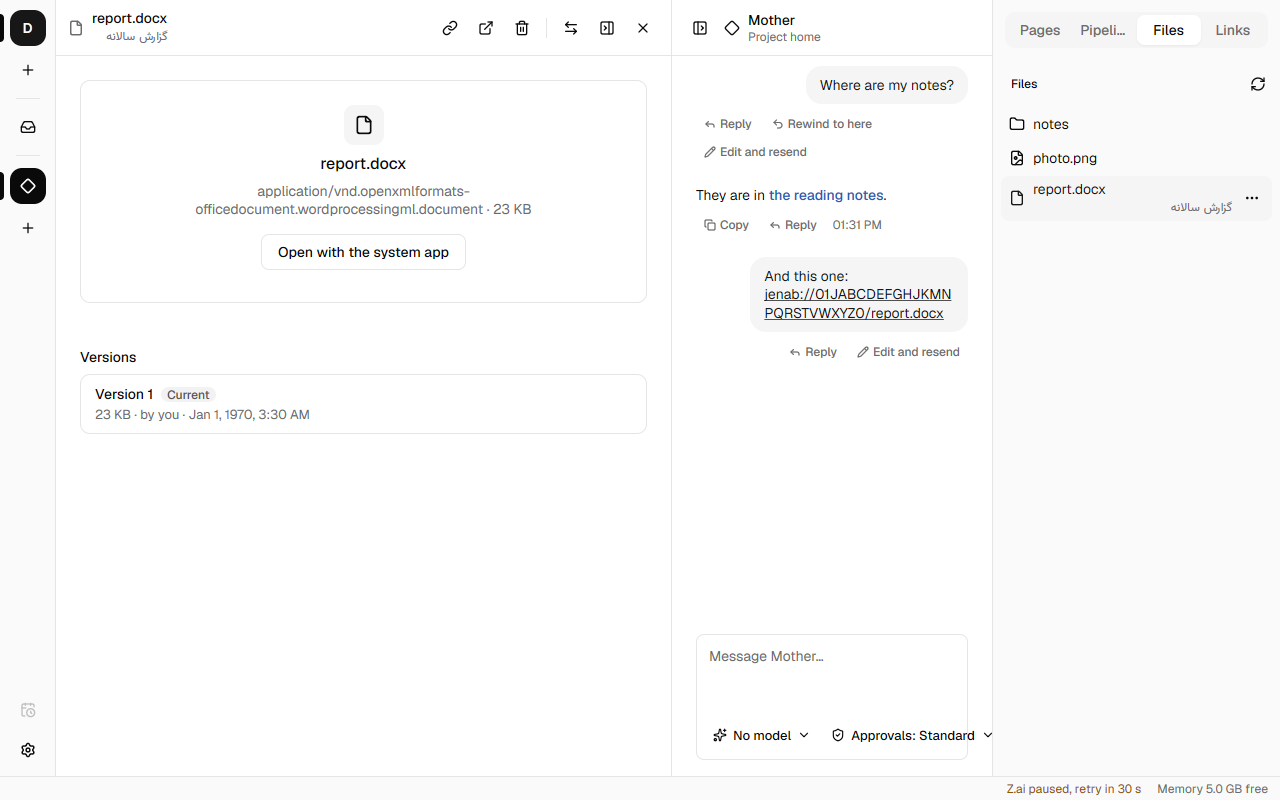 D
report.docx
گزارش سالانه
report.docx
application/vnd.openxmlformats-
officedocument.wordprocessingml.document · 23 KB
Open with the system app
Versions
Version 1 Current
23 KB · by you · Jan 1, 1970, 3:30 AM
Mother
Project home
Where are my notes?
Reply Rewind to here
Edit and resend
They are in the reading notes.
Copy Reply 01:31 PM
And this one:
jenab://01JABCDEFGHJKMN
PQRSTVWXYZ0/report.docx
Reply Edit and resend
Message Mother…
No model Approvals: Standard
Pages Pipeli… Files Links
Files
notes
photo.png
report.docx
گزارش سالانه
Z.ai paused, retry in 30 s Memory 5.0 GB free